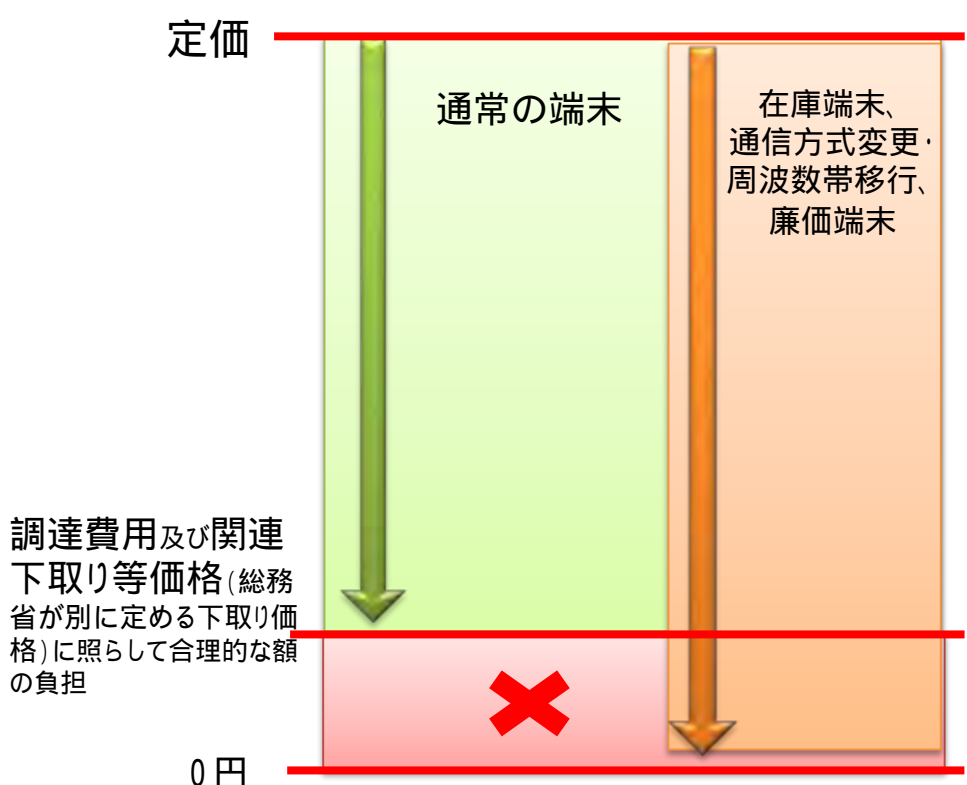 定価
通常の端末
在庫端末、
通信方式変更・
周波数帯移行、
廉価端末
調達費用及び関連
下取り等価格(総務
省が別に定める下取り価
格)に照らして合理的な額
の負担
0円